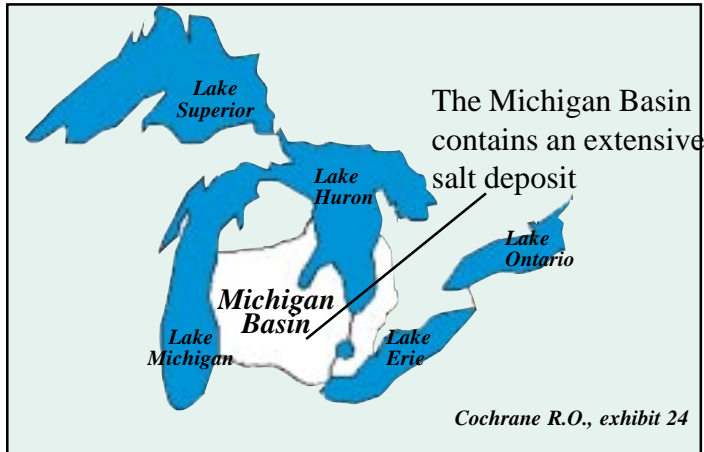 Lake
Superior
The Michigan Basin
contains an extensive
salt deposit
Lake
Huron
Lake
Ontario
Michigan
Basin
Lake
Michigan
Lake
Erie
Cochrane R.O., exhibit 24